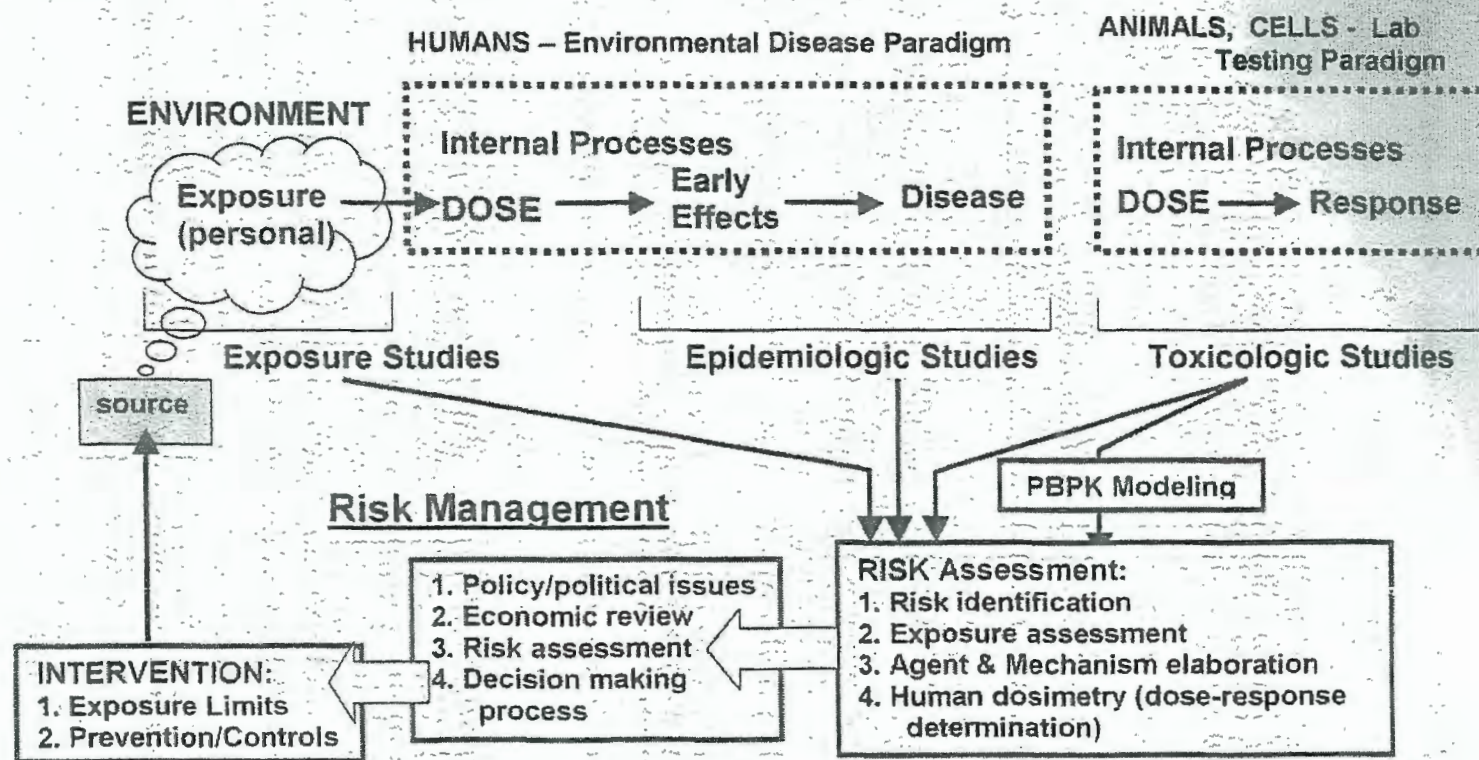 HUMANS – Environmental Disease Paradigm
ANIMALS, CELLS - Lab
Testing Paradigm
ENVIRONMENT
Exposure
(personal)
Internal Processes
DOSE
Early
Effects
Disease
Internal Processes
DOSE
Response
Exposure Studies
Epidemiologic Studies
Toxicologic Studies
source
PBPK Modeling
Risk Management
RISK Assessment:
1. Risk identification
2. Exposure assessment
3. Agent & Mechanism elaboration
4. Human dosimetry (dose-response
determination)
1. Policy/political issues
2. Economic review
3. Risk assessment
4. Decision making
process
INTERVENTION:
1. Exposure Limits
2. Prevention/Controls